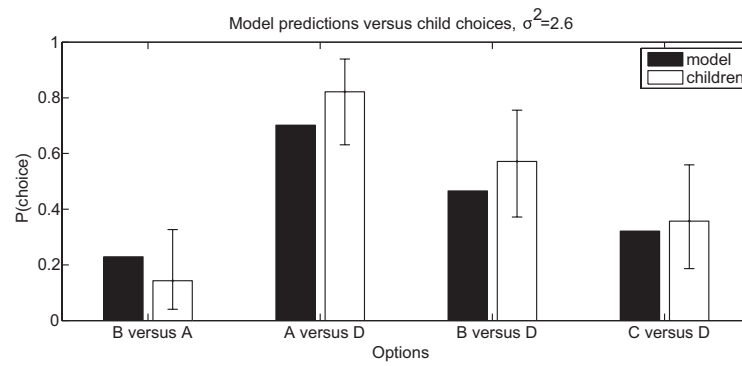 Model predictions versus child choices, σ²=2.6
model
children
P(choice)
1
0.8
0.6
0.4
0.2
0
B versus A
A versus D
B versus D
C versus D
Options